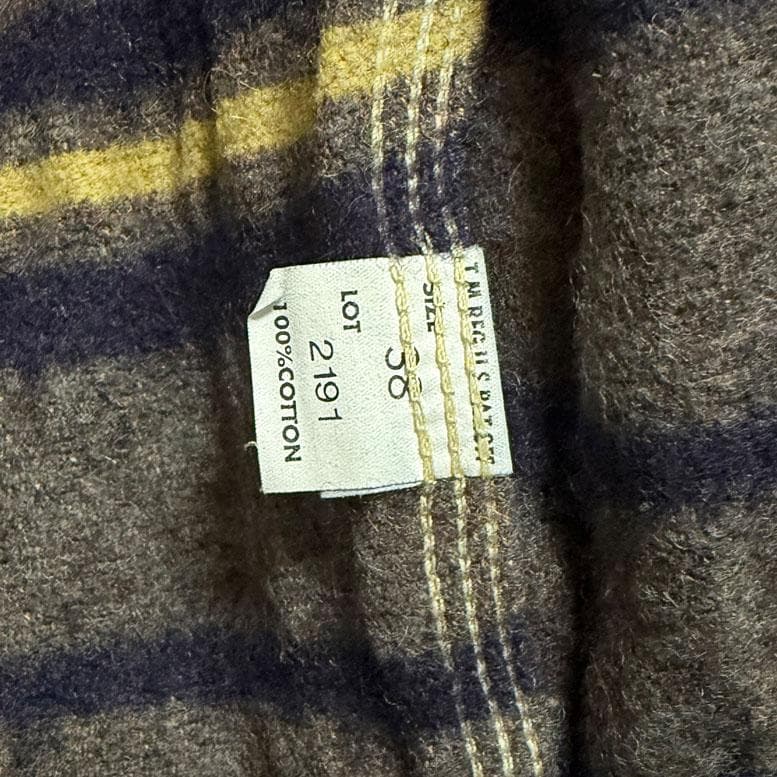 T.M REG U.S PAT.OFF
SIZE 38
LOT 2191
100%COTTON